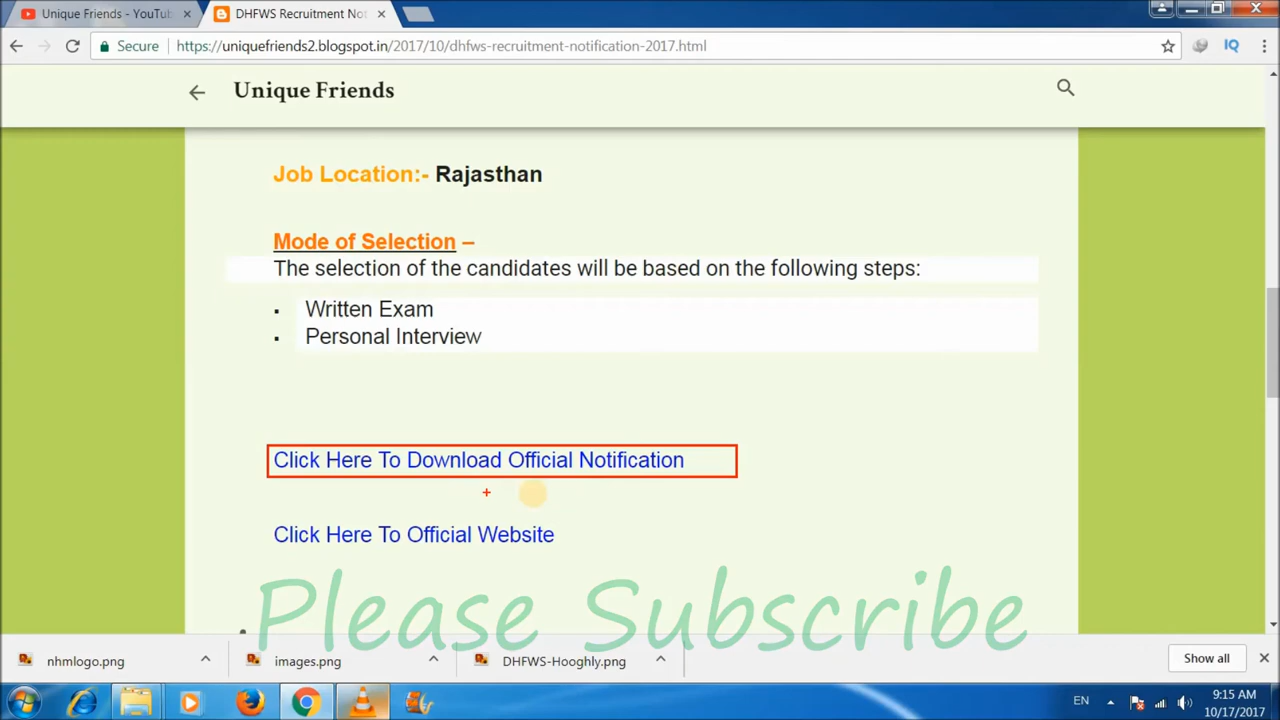 Unique Friends - YouTu
DHFWS Recruitment Not
Secure
https://uniquefriends2.blogspot.in/2017/10/dhfws-recruitment-notification-2017.html
IQ
Unique Friends
Job Location:- Rajasthan
Mode of Selection –
The selection of the candidates will be based on the following steps:
Written Exam
Personal Interview
Click Here To Download Official Notification
Click Here To Official Website
Please Subscribe
nhmlogo.png
images.png
DHFWS-Hooghly.png
Show all
EN
9:15 AM
10/17/2017